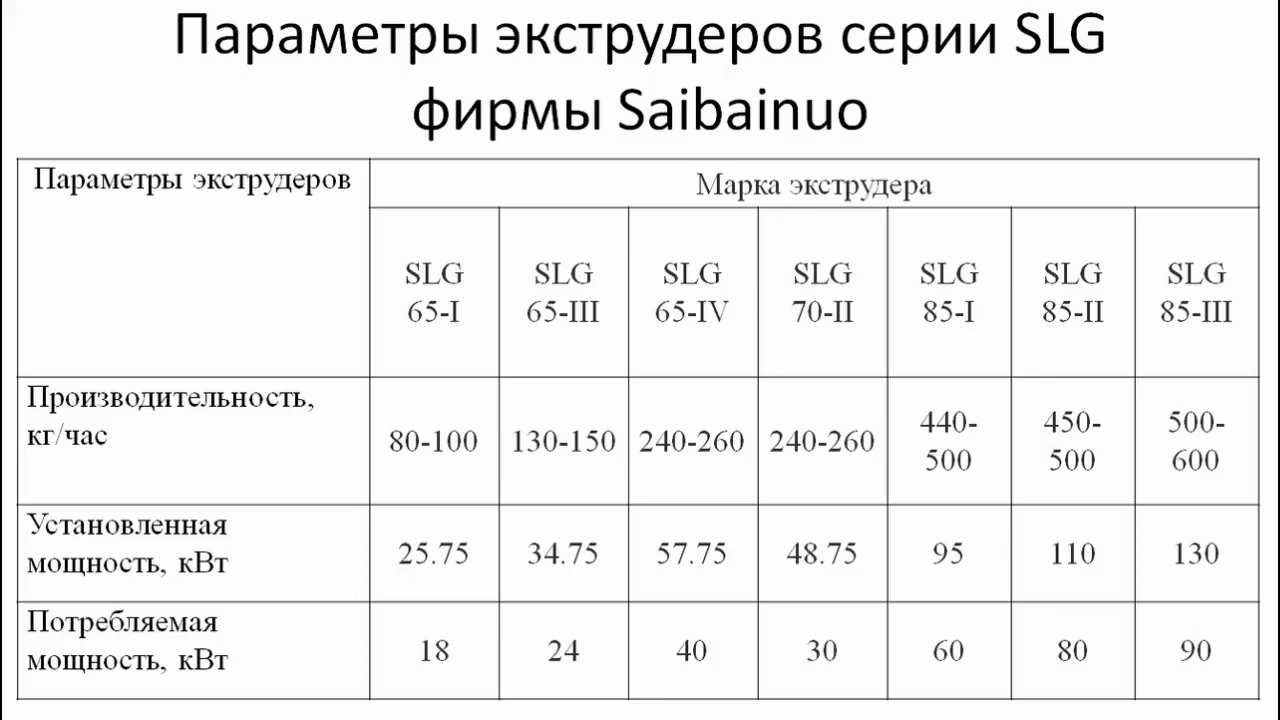 Параметры экструдеров серии SLG
фирмы Saibainuo
Параметры экструдеров
Марка экструдера
SLG
65-I
SLG
65-III
SLG
65-IV
SLG
70-II
SLG
85-I
SLG
85-II
SLG
85-III
Производительность,
кг/час
80-100
130-150
240-260
240-260
440-
500
450-
500
500-
600
Установленная
мощность, кВт
25.75
34.75
57.75
48.75
95
110
130
Потребляемая
мощность, кВт
18
24
40
30
60
80
90